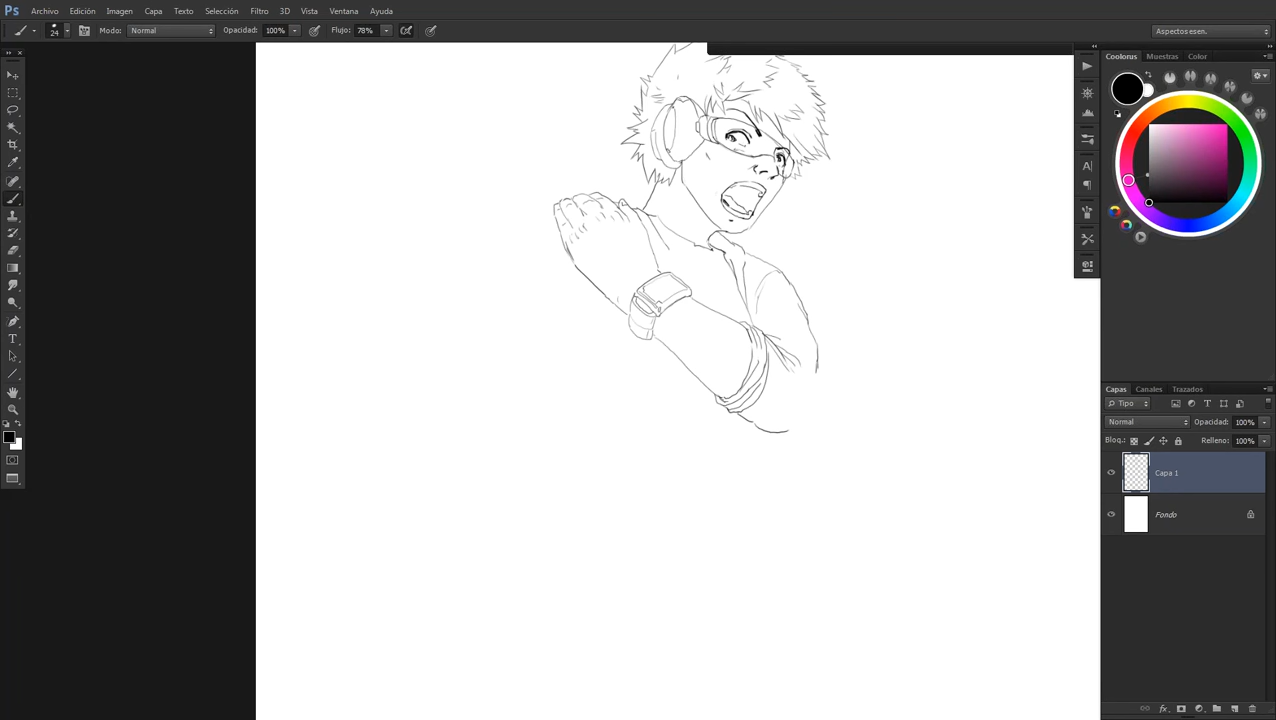 Ps Archivo Edición Imagen Capa Texto Selección Filtro 3D Vista Ventana Ayuda
24 Modo: Normal Opacidad: 100% Flujo: 78% Aspectos esen.
Coolorus Muestras Color
Capas Canales Trazados
Tipo
Normal Opacidad: 100%
Bloq.: Relleno: 100%
Capa 1
Fondo